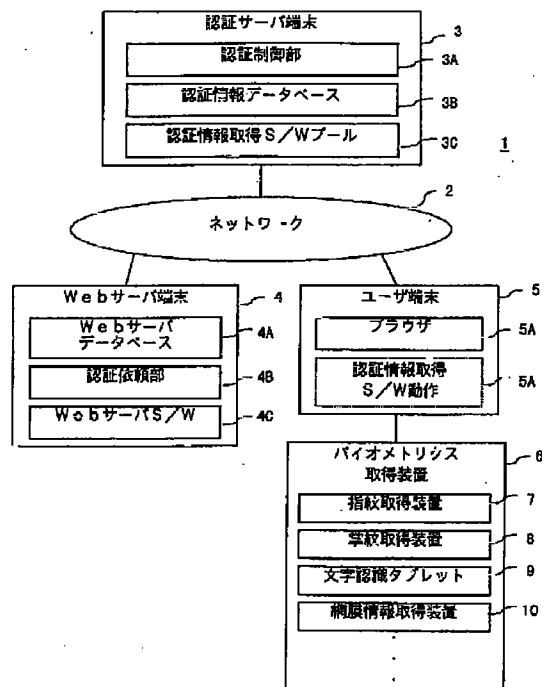 認証サーバ端末
3
認証制御部
3A
認証情報データベース
3B
認証情報取得S/Wプール
3C
1
2
ネットワーク
Webサーバ端末
4
Webサーバ
データベース
4A
認証依頼部
4B
WebサーバS/W
4C
ユーザ端末
5
ブラウザ
5A
認証情報取得
S/W動作
5A
バイオメトリシス
取得装置
6
指紋取得装置
7
掌紋取得装置
8
文字認識タブレット
9
網膜情報取得装置
10